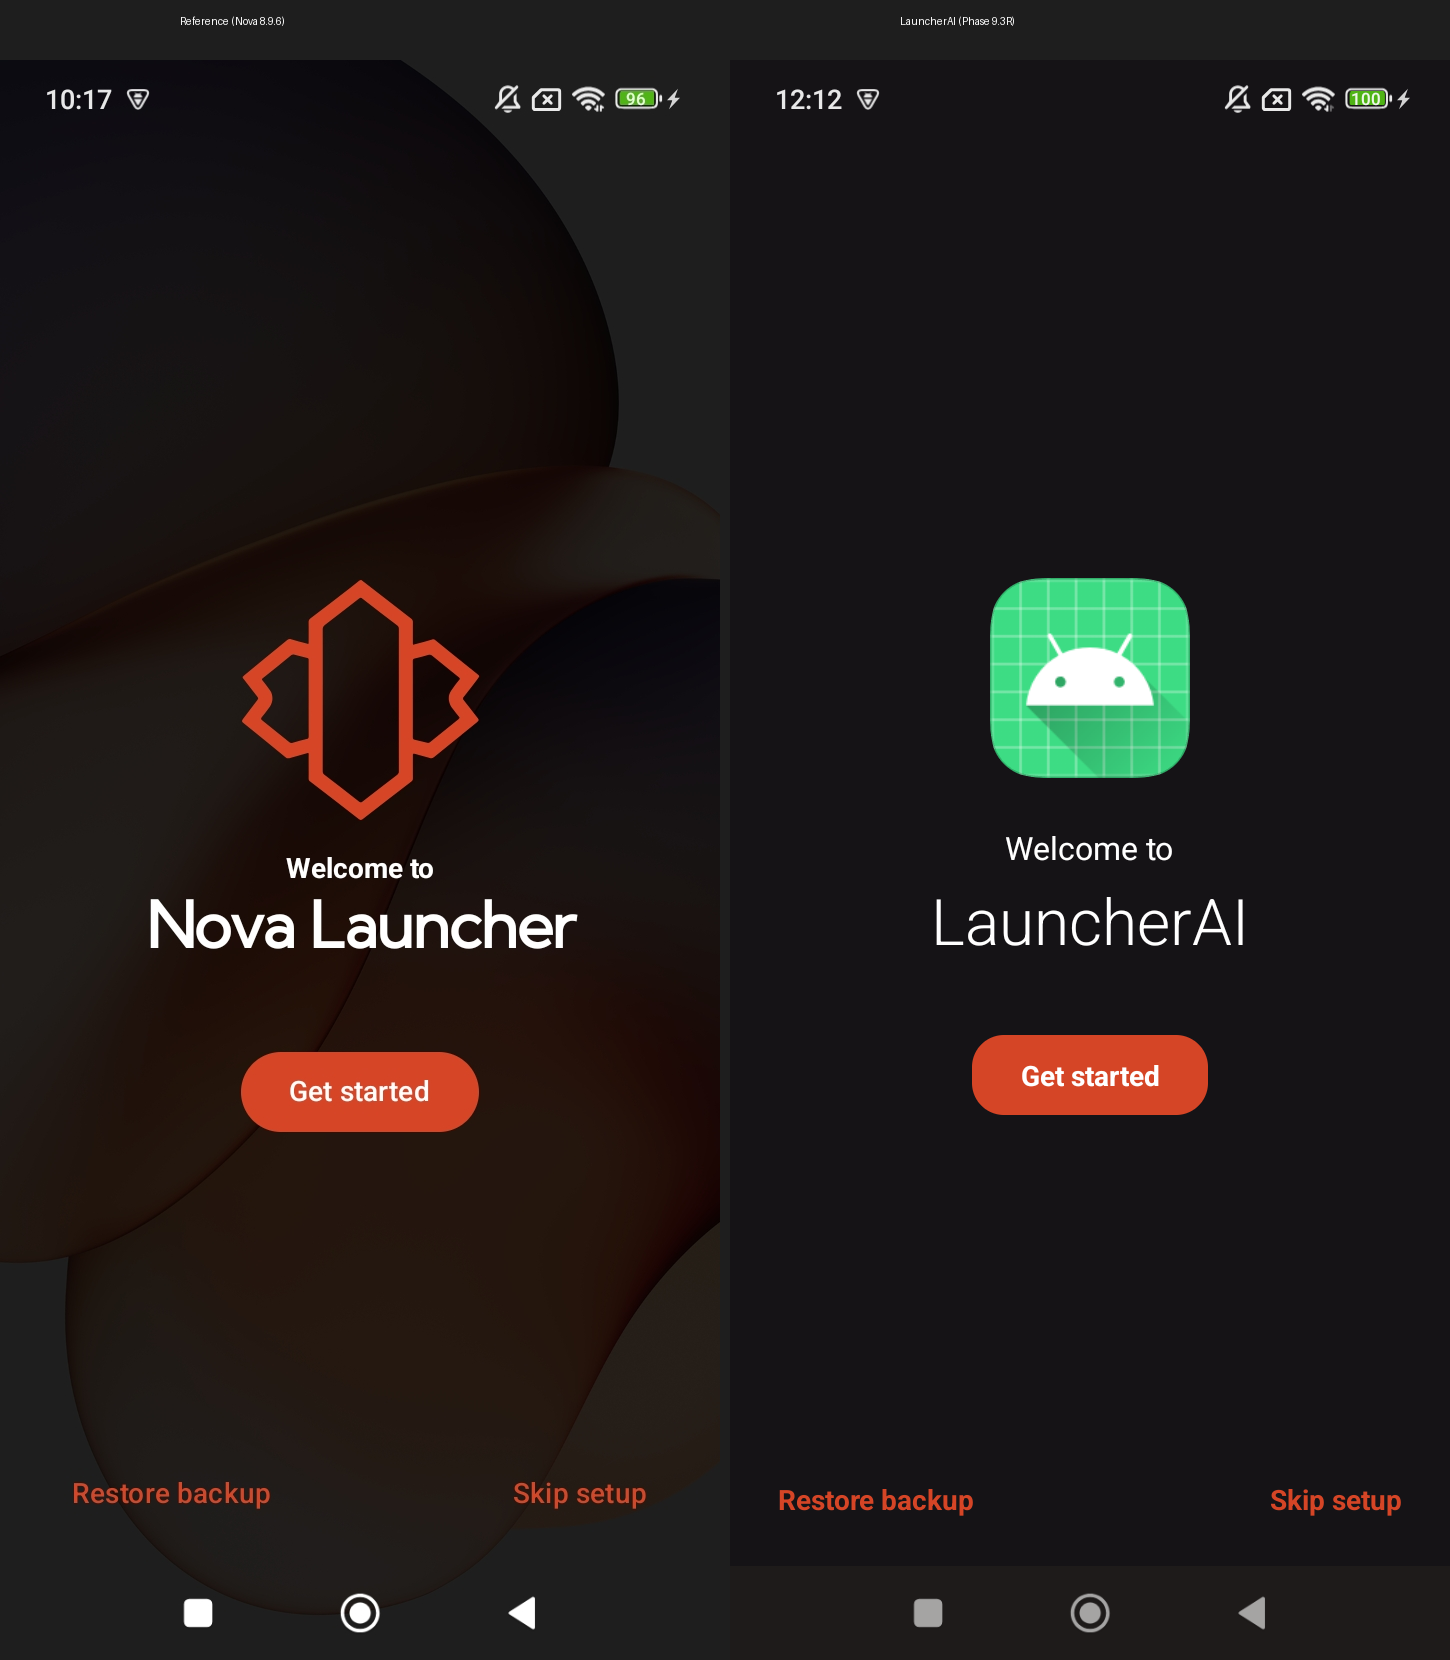 Reference (Nova 8.9.6)
10:17
96
Welcome to
Nova Launcher
Get started
Restore backup
Skip setup
LauncherAI (Phase 9.3R)
12:12
100
Welcome to
LauncherAI
Get started
Restore backup
Skip setup